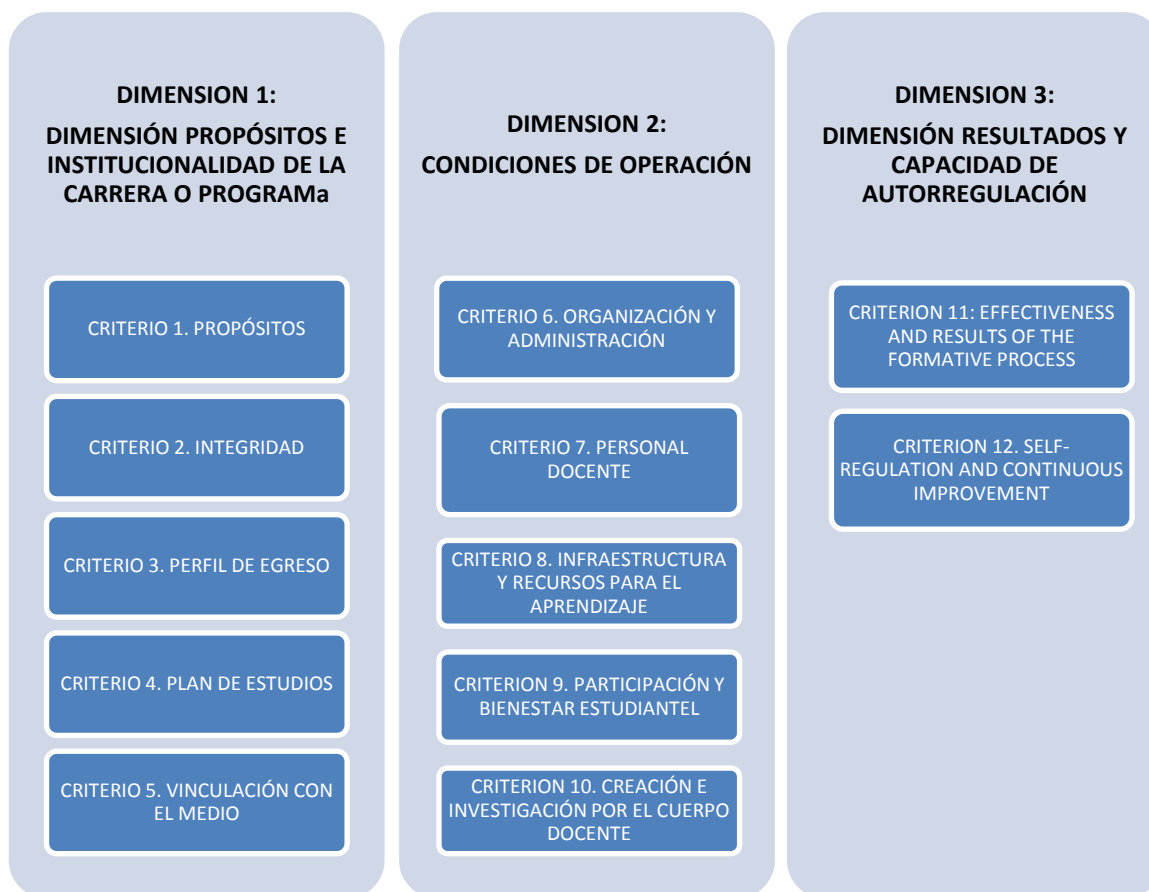 DIMENSION 1:
DIMENSIÓN PROPÓSITOS E
INSTITUCIONALIDAD DE LA
CARRERA O PROGRAMa
CRITERIO 1. PROPÓSITOS
CRITERIO 2. INTEGRIDAD
CRITERIO 3. PERFIL DE EGRESO
CRITERIO 4. PLAN DE ESTUDIOS
CRITERIO 5. VINCULACIÓN CON
EL MEDIO
DIMENSION 2:
CONDICIONES DE OPERACIÓN
CRITERIO 6. ORGANIZACIÓN Y
ADMINISTRACIÓN
CRITERIO 7. PERSONAL
DOCENTE
CRITERIO 8. INFRAESTRUCTURA
Y RECURSOS PARA EL
APRENDIZAJE
CRITERION 9. PARTICIPACIÓN Y
BIENESTAR ESTUDIANTEL
CRITERION 10. CREACIÓN E
INVESTIGACIÓN POR EL CUERPO
DOCENTE
DIMENSION 3:
DIMENSIÓN RESULTADOS Y
CAPACIDAD DE
AUTORREGULACIÓN
CRITERION 11: EFFECTIVENESS
AND RESULTS OF THE
FORMATIVE PROCESS
CRITERION 12. SELF-
REGULATION AND CONTINUOUS
IMPROVEMENT